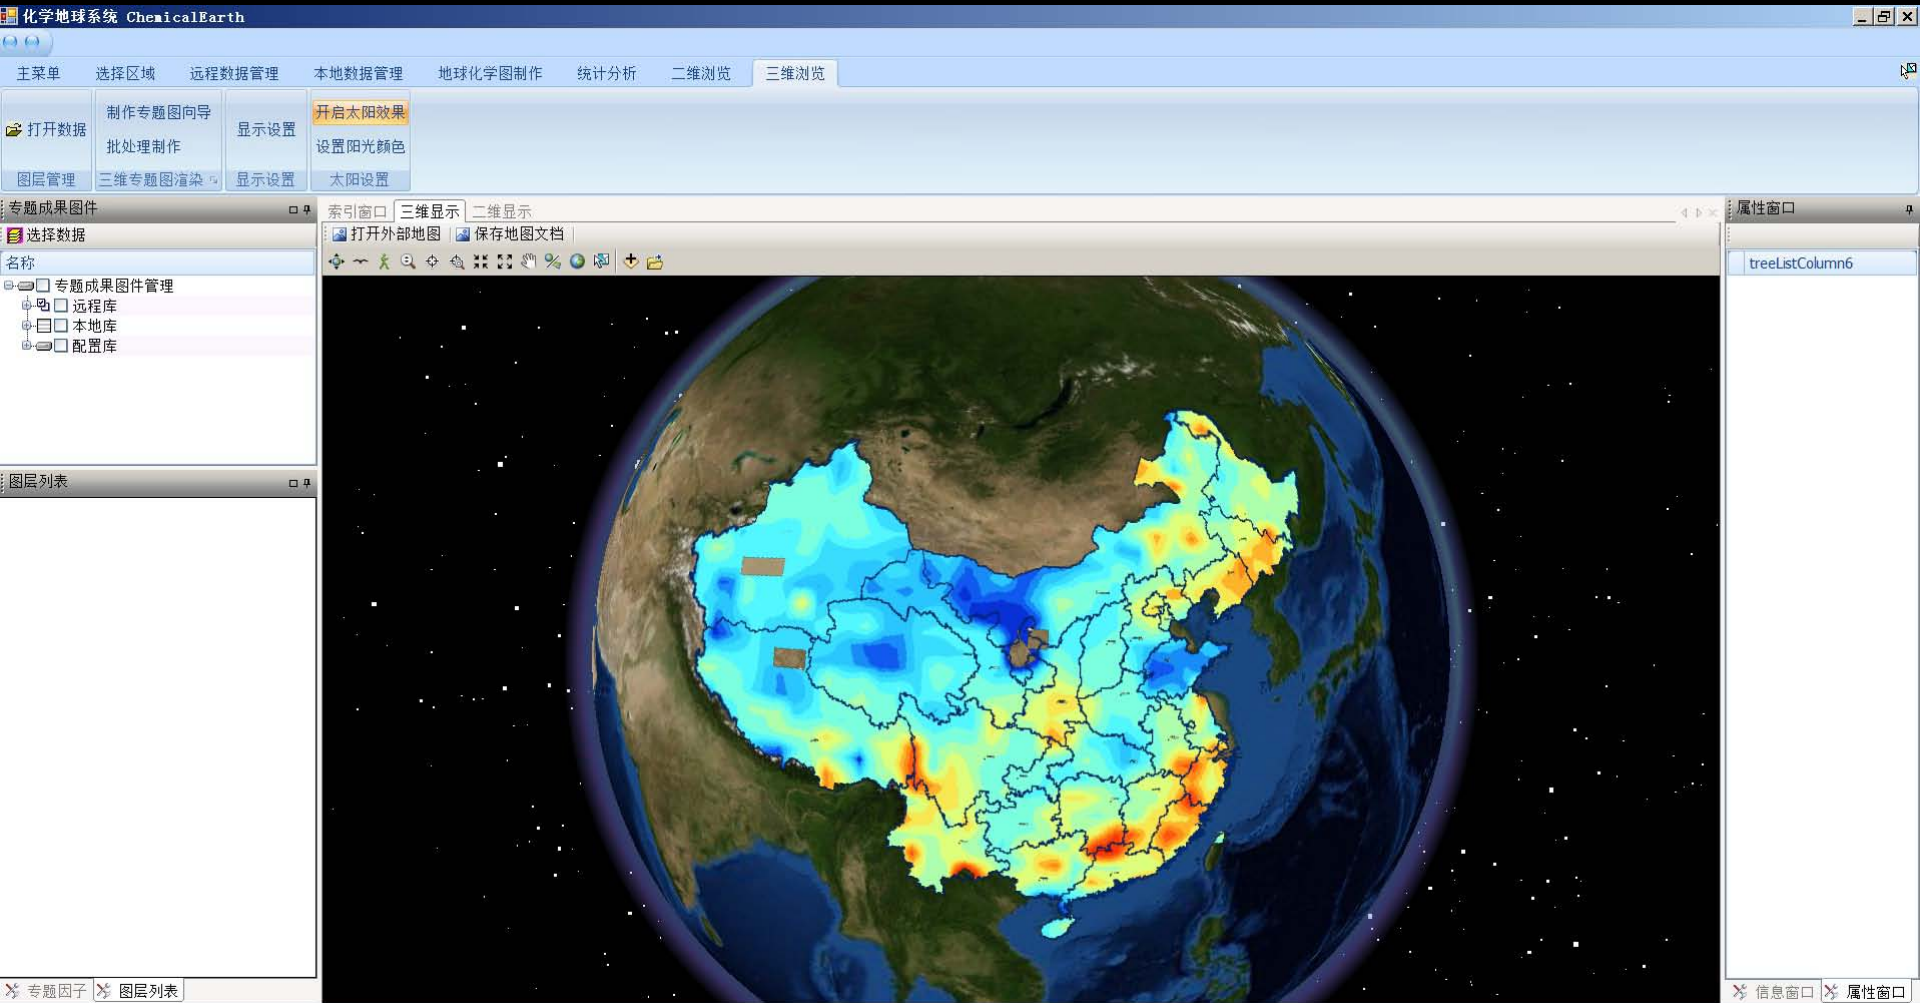 化学地球系统 ChemicalEarth
主菜单 选择区域 远程数据管理 本地数据管理 地球化学图制作 统计分析 二维浏览 三维浏览
打开数据 制作专题图向导 批处理制作 显示设置 开启太阳效果 设置阳光颜色
图层管理 三维专题图渲染 显示设置 太阳设置
专题成果图件
选择数据
名称
专题成果图件管理
远程库
本地库
配置库
图层列表
专题因子 图层列表
索引窗口 三维显示 二维显示
打开外部地图 保存地图文档
属性窗口
treeListColumn6
信息窗口 属性窗口